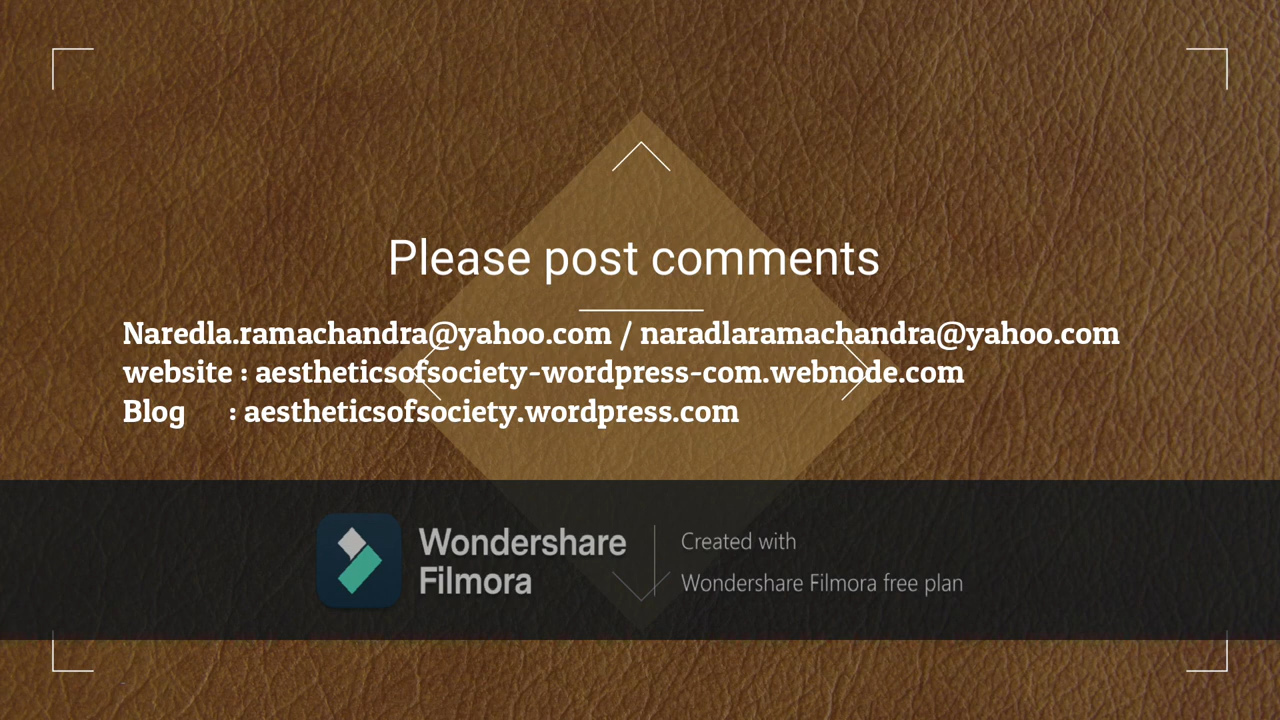 Please post comments
Naredla.ramachandra@yahoo.com / naradlaramachandra@yahoo.com
website : aestheticsofsociety-wordpress-com.webnode.com
Blog : aestheticsofsociety.wordpress.com
Wondershare
Filmora
Created with
Wondershare Filmora free plan